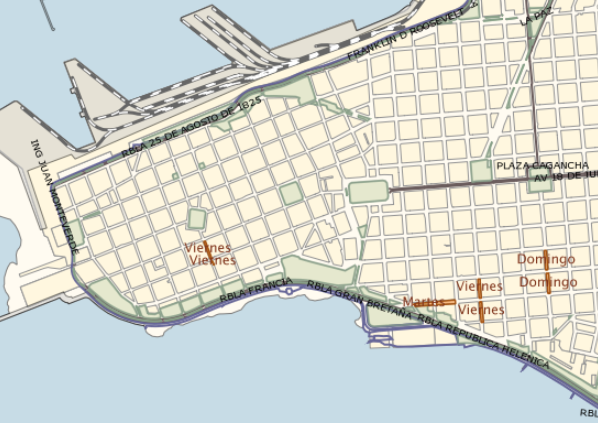 LA PAZ
FRANKLIN D ROOSEVELT
RBLA 25 DE AGOSTO DE 1825
ING JUAN MONTEVERDE
PLAZA CAGANCHA
AV 18 DE JU
Viernes
Viernes
Domingo
Domingo
Viernes
Viernes
Martes
RBLA FRANCIA
RBLA GRAN BRETAÑA
RBLA REPUBLICA HELENICA
RBL